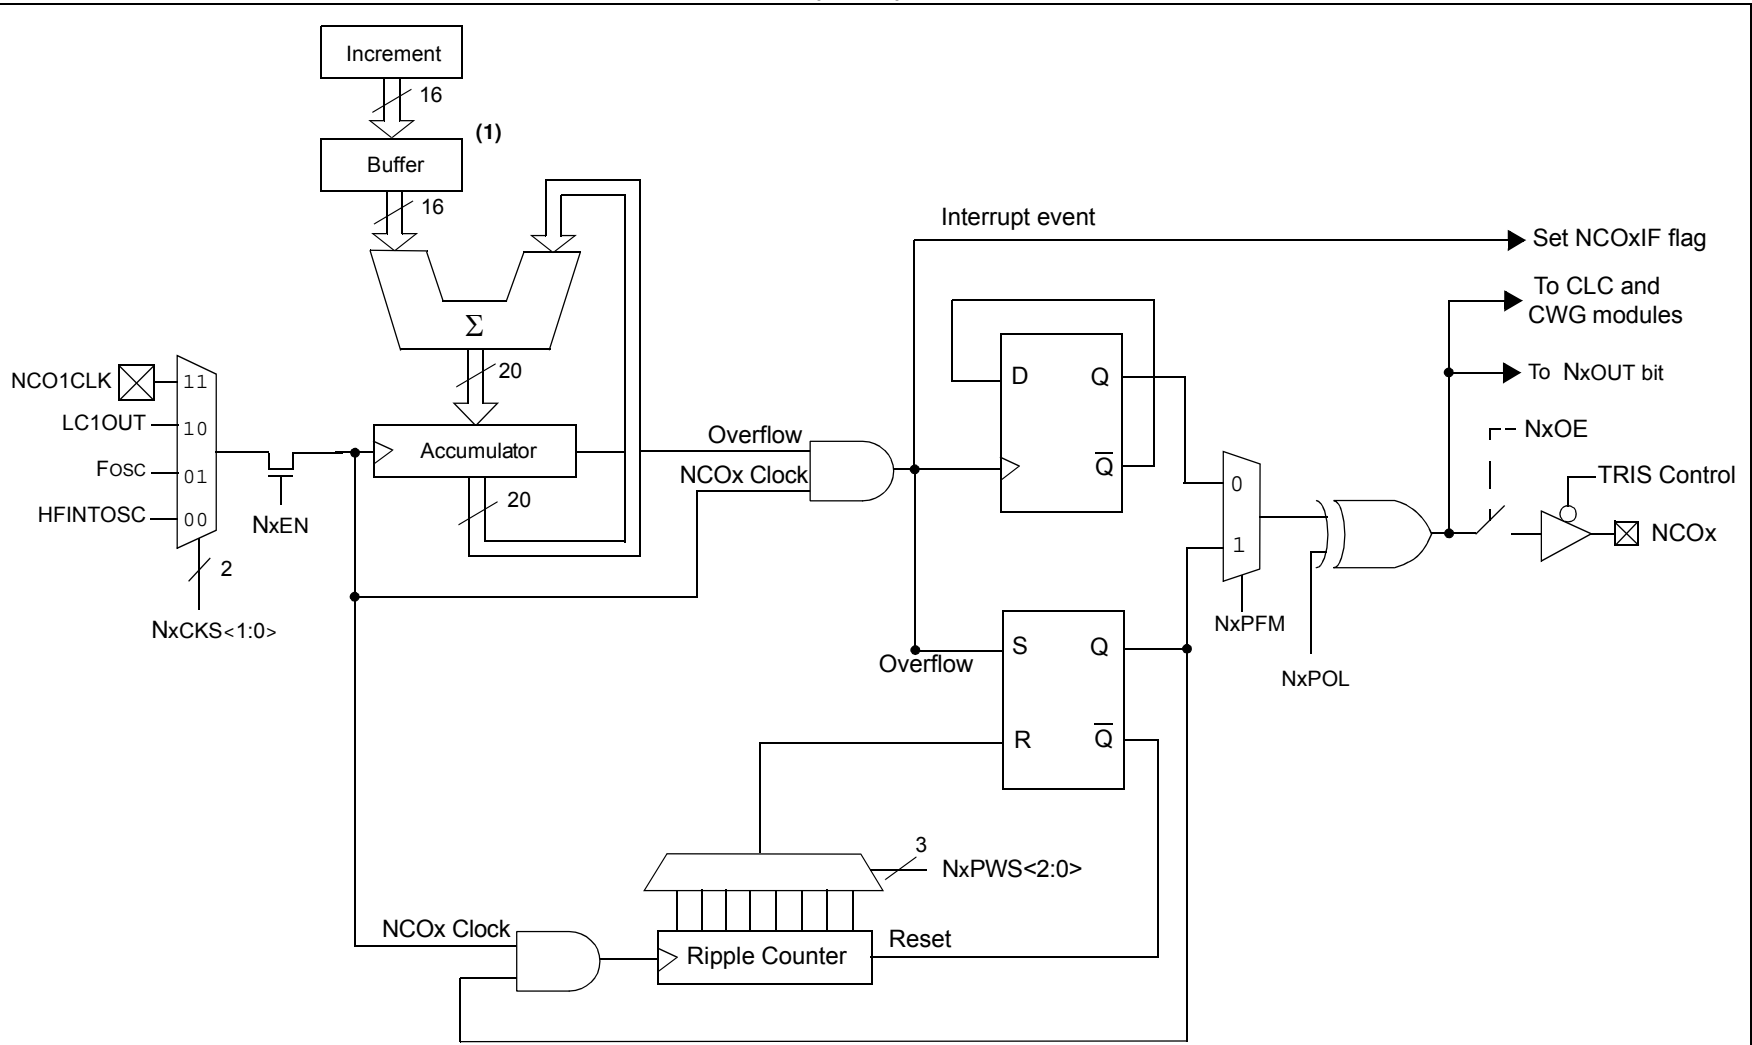 Increment
16
(1)
Buffer
16
Interrupt event
Set NCOxIF flag
To CLC and
CWG modules
Σ
D
Q
Q
20
To NxOUT bit
NCO1CLK
11
LC1OUT
10
FOSC
01
HFINTOSC
00
NxEN
2
NxCKS<1:0>
Accumulator
20
Overflow
NCOx Clock
0
1
NxPFM
NxPOL
NxOE
TRIS Control
NCOx
Overflow
S
Q
R
Q
3
NxPWS<2:0>
NCOx Clock
Ripple Counter
Reset